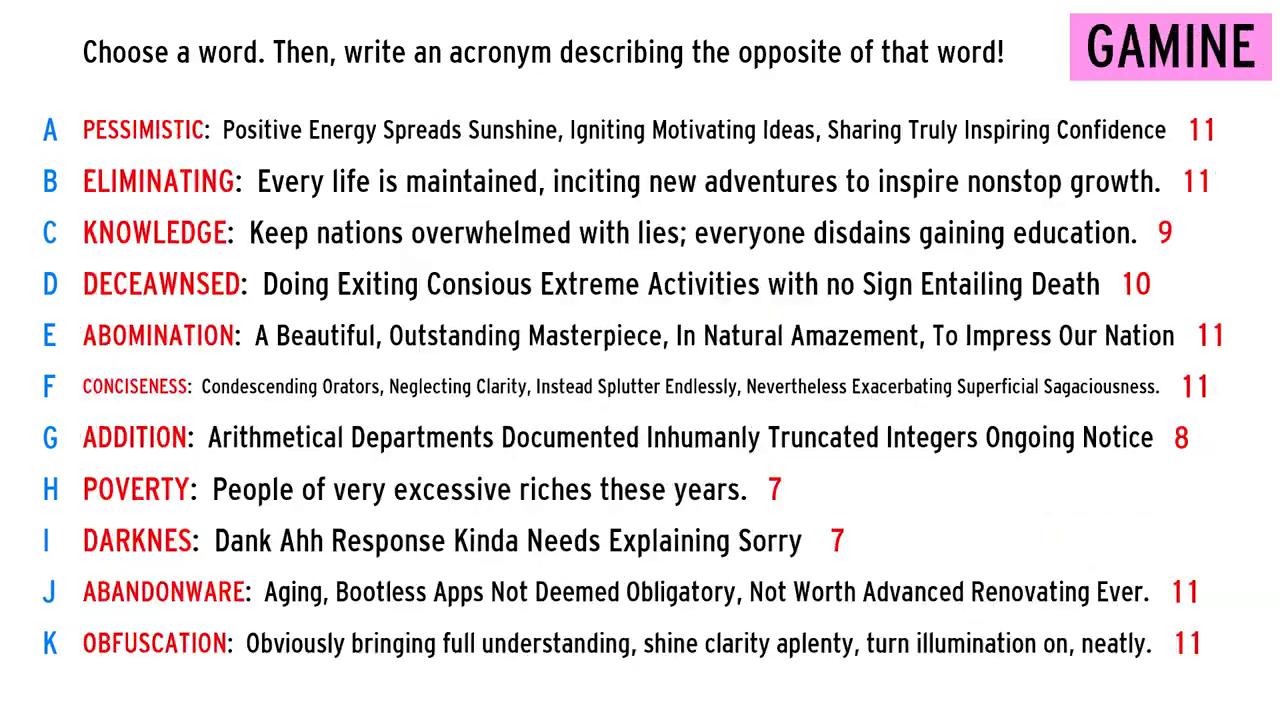 Choose a word. Then, write an acronym describing the opposite of that word!
GAMINE
A PESSIMISTIC: Positive Energy Spreads Sunshine, Igniting Motivating Ideas, Sharing Truly Inspiring Confidence 11
B ELIMINATING: Every life is maintained, inciting new adventures to inspire nonstop growth. 11
C KNOWLEDGE: Keep nations overwhelmed with lies; everyone disdains gaining education. 9
D DECEAWNSED: Doing Exiting Consious Extreme Activities with no Sign Entailing Death 10
E ABOMINATION: A Beautiful, Outstanding Masterpiece, In Natural Amazement, To Impress Our Nation 11
F CONCISENESS: Condescending Orators, Neglecting Clarity, Instead Splutter Endlessly, Nevertheless Exacerbating Superficial Sagaciousness. 11
G ADDITION: Arithmetical Departments Documented Inhumanly Truncated Integers Ongoing Notice 8
H POVERTY: People of very excessive riches these years. 7
I DARKNES: Dank Ahh Response Kinda Needs Explaining Sorry 7
J ABANDONWARE: Aging, Bootless Apps Not Deemed Obligatory, Not Worth Advanced Renovating Ever. 11
K OBFUSCATION: Obviously bringing full understanding, shine clarity aplenty, turn illumination on, neatly. 11